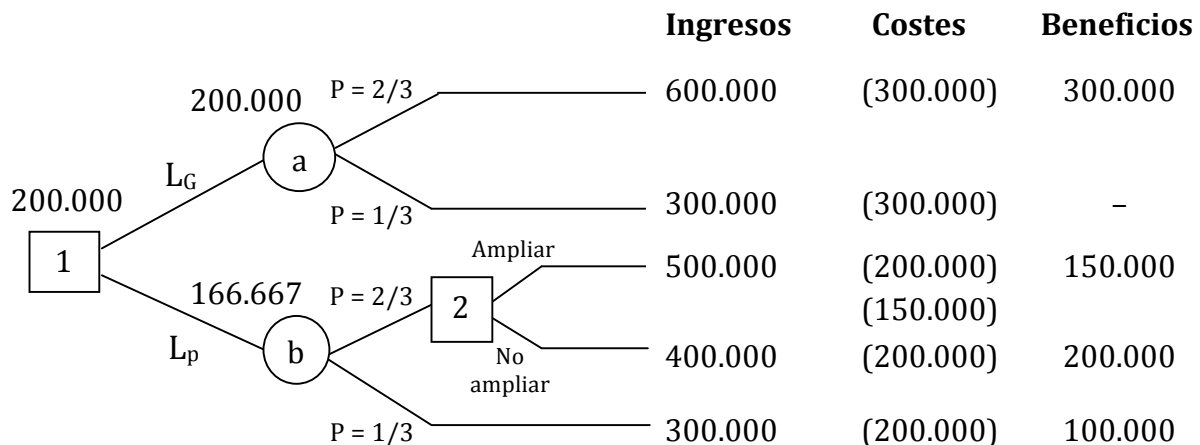 Ingresos Costes Beneficios
200.000 P = 2/3 600.000 (300.000) 300.000
a
L_G
200.000 P = 1/3 300.000 (300.000) –
1
Ampliar 500.000 (200.000) 150.000
166.667 P = 2/3 2 (150.000)
L_p b No 400.000 (200.000) 200.000
ampliar
P = 1/3 300.000 (200.000) 100.000